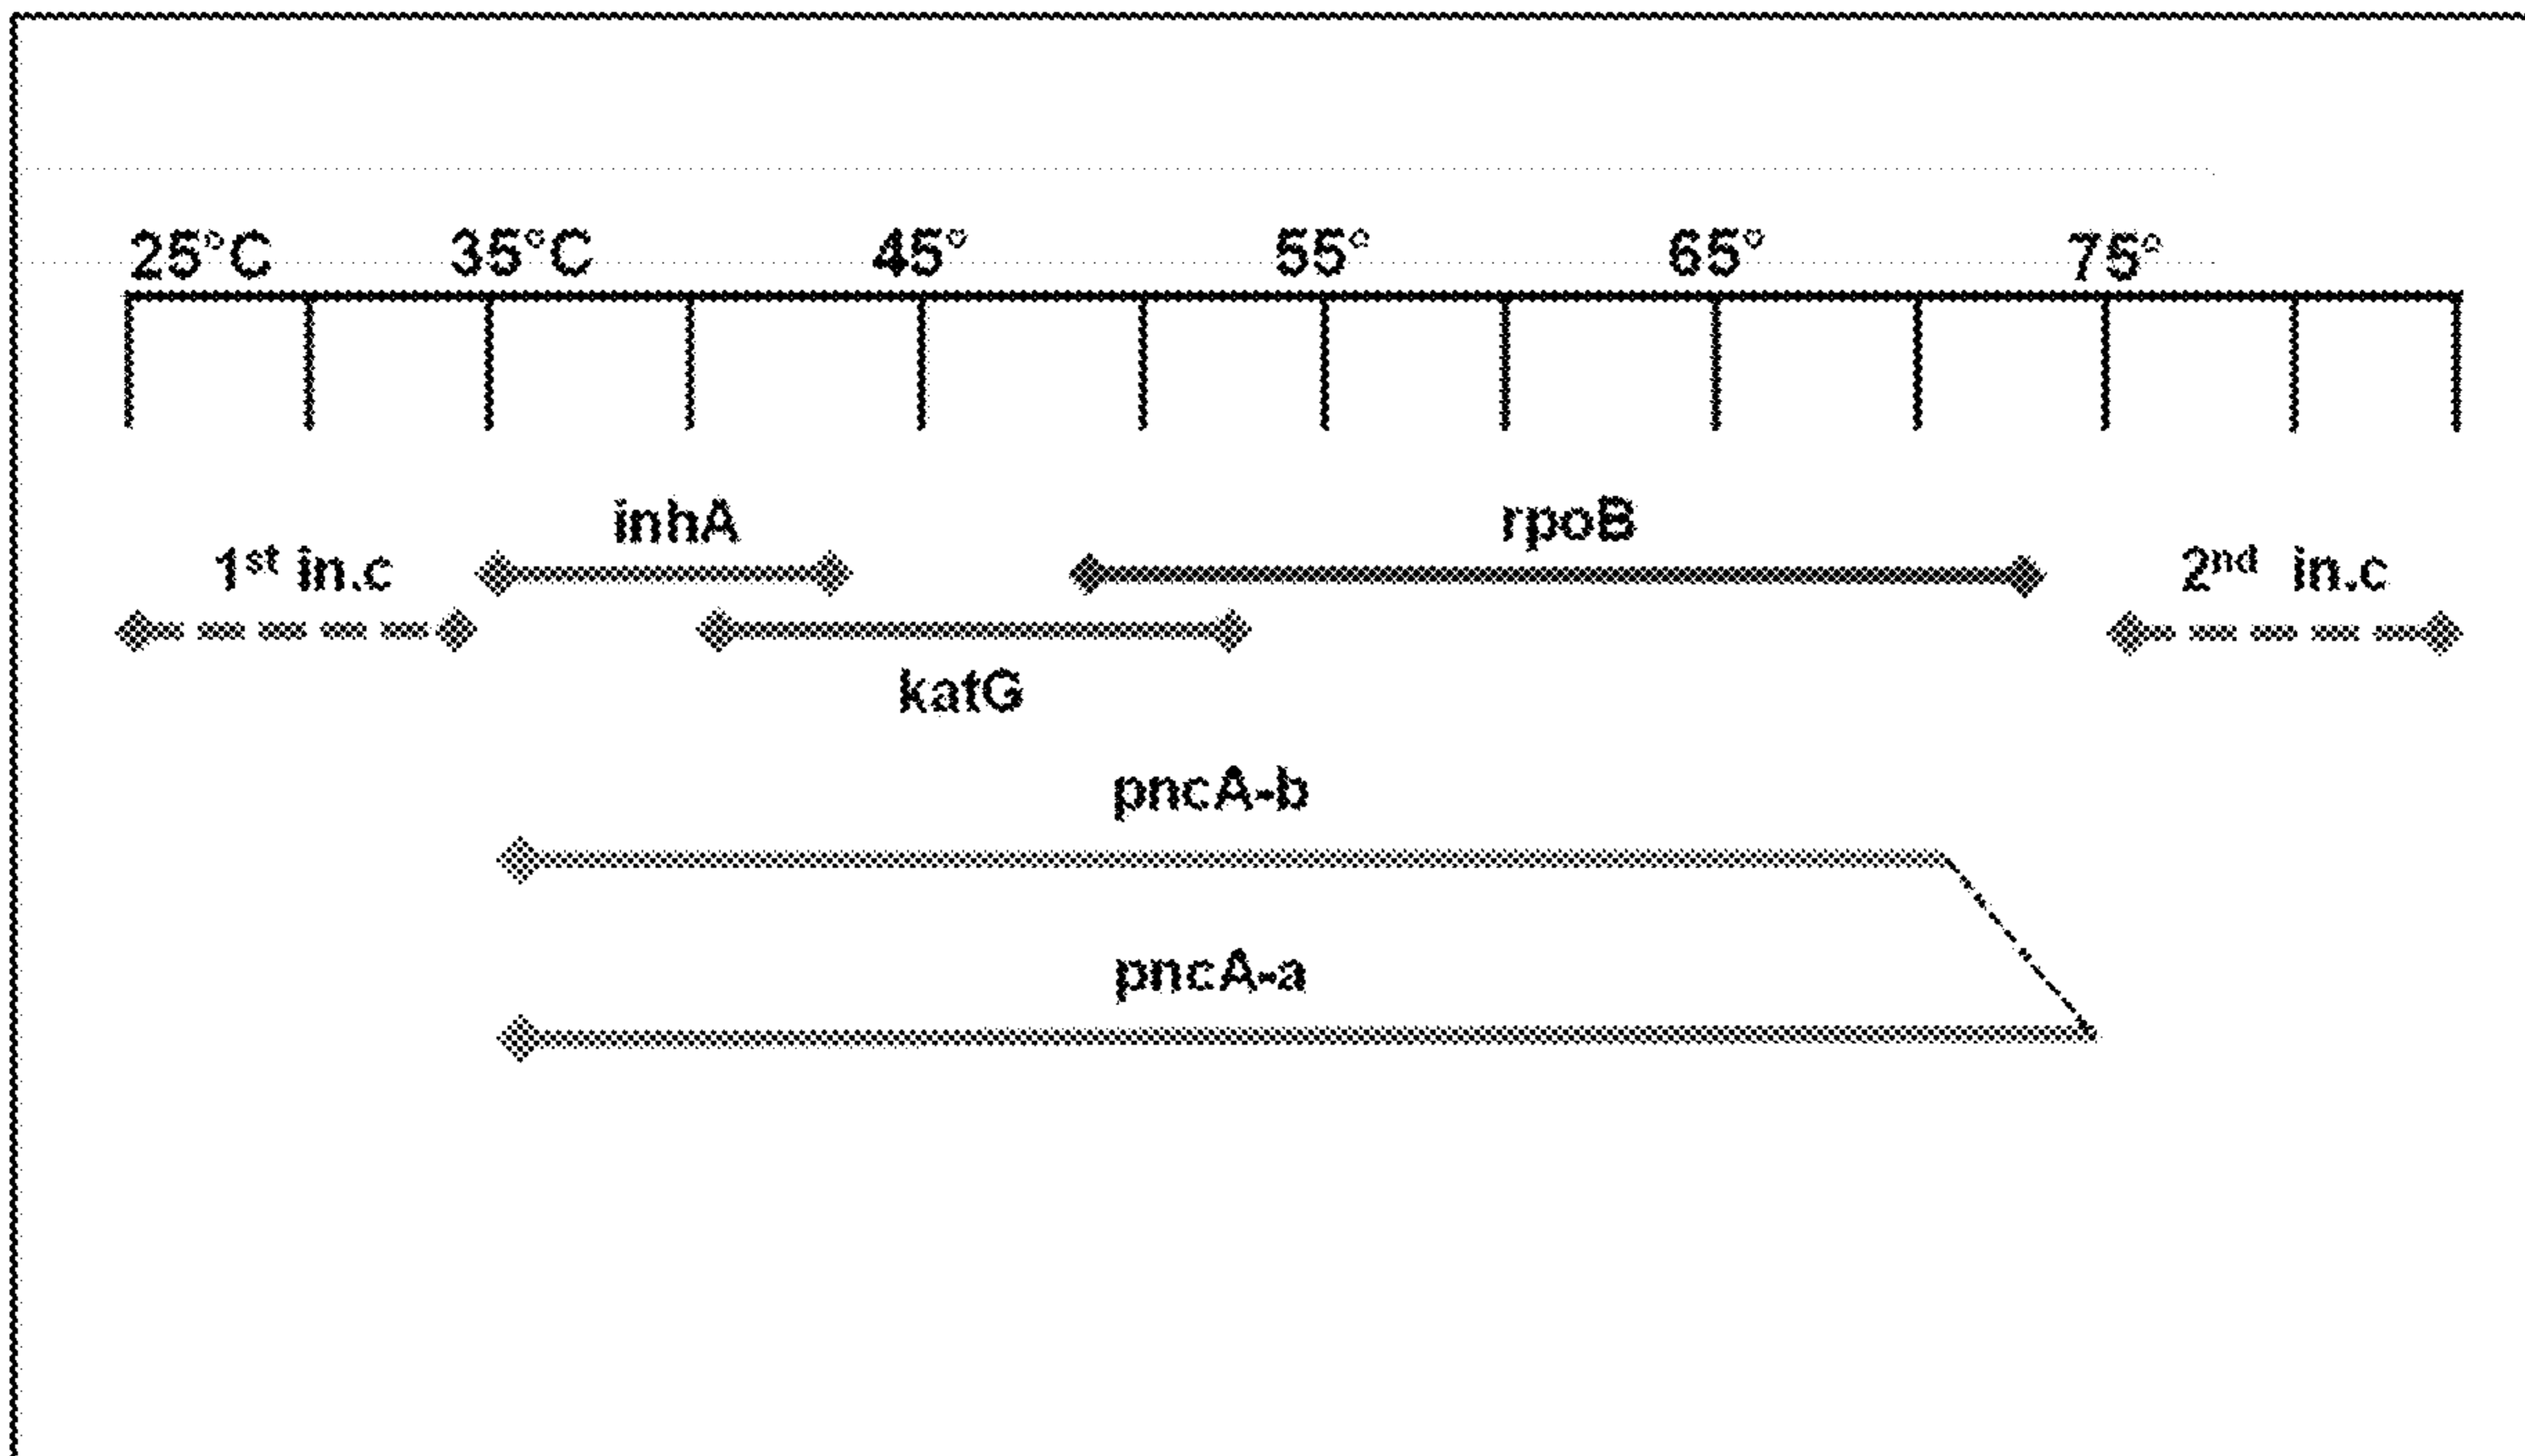 25°C 35°C 45° 55° 65° 75°
inhA rpoB
1st in.c 2nd in.c
katG
pncA-b
pncA-a